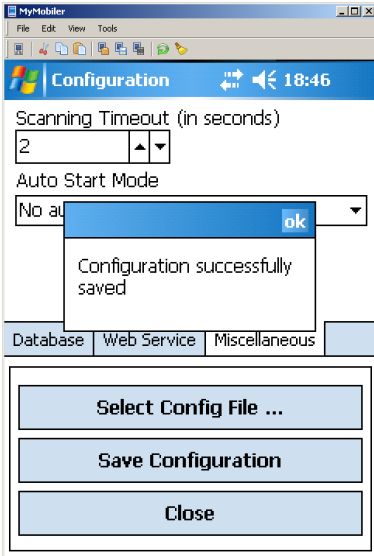 MyMobiler
File Edit View Tools
Configuration 18:46
Scanning Timeout (in seconds)
2
Auto Start Mode
No au
ok
Configuration successfully
saved
Database Web Service Miscellaneous
Select Config File ...
Save Configuration
Close